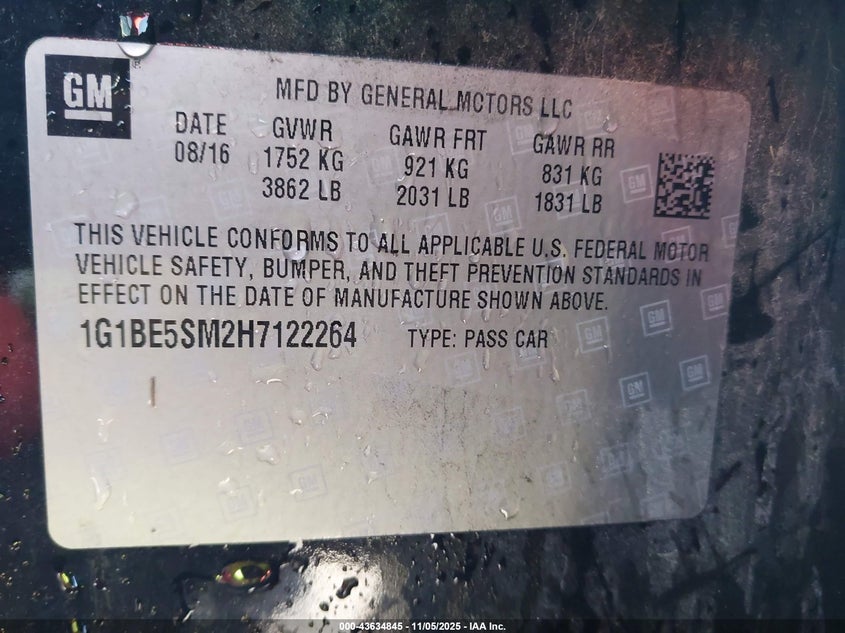 GM
MFD BY GENERAL MOTORS LLC
DATE GVWR GAWR FRT GAWR RR
08/16 1752 KG 921 KG 831 KG
3862 LB 2031 LB 1831 LB
THIS VEHICLE CONFORMS TO ALL APPLICABLE U.S. FEDERAL MOTOR
VEHICLE SAFETY, BUMPER, AND THEFT PREVENTION STANDARDS IN
EFFECT ON THE DATE OF MANUFACTURE SHOWN ABOVE.
1G1BE5SM2H7122264 TYPE: PASS CAR
000-43634845 - 11/05/2025 - IAA Inc.